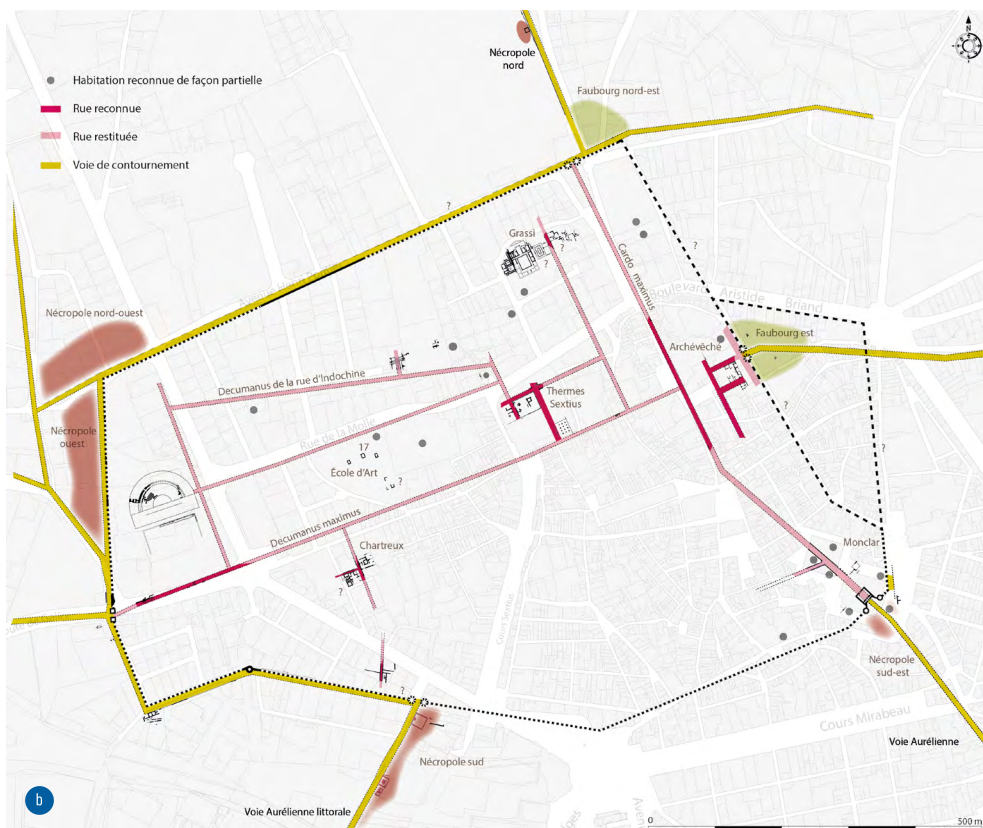 Nécropole
nord
N
Habitation reconnue de façon partielle
Rue reconnue
Rue restituée
Voie de contournement
Faubourg nord-est
?
Grassi
?
?
?
Cardo maximus
?
Boulevard Aristide Briand
Nécropole nord-ouest
Faubourg est
Archévêché
Decumanus de la rue d'Indochine
Thermes
Sextius
?
Nécropole
ouest
Rue de la Molle
17
École d'Art
?
?
Decumanus maximus
Chartreux
?
Monclar
Nécropole
sud-est
?
Cours Mirabeau
Voie Aurélienne
Nécropole sud
b
Voie Aurélienne littorale
0
500 m